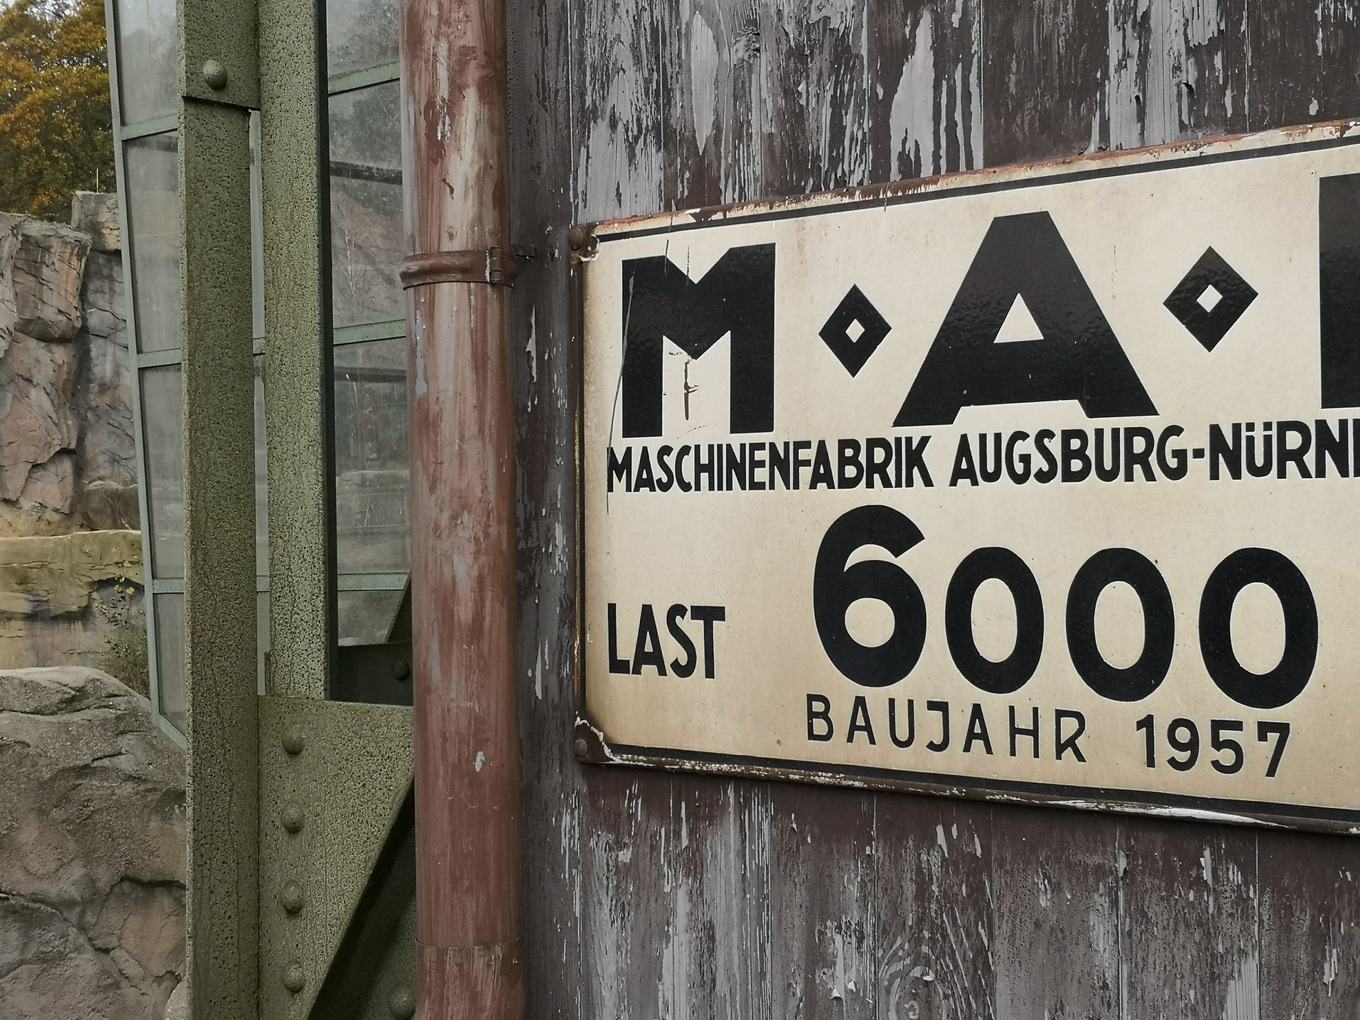 M·A·
MASCHINENFABRIK AUGSBURG-NÜRN
LAST 6000
BAUJAHR 1957